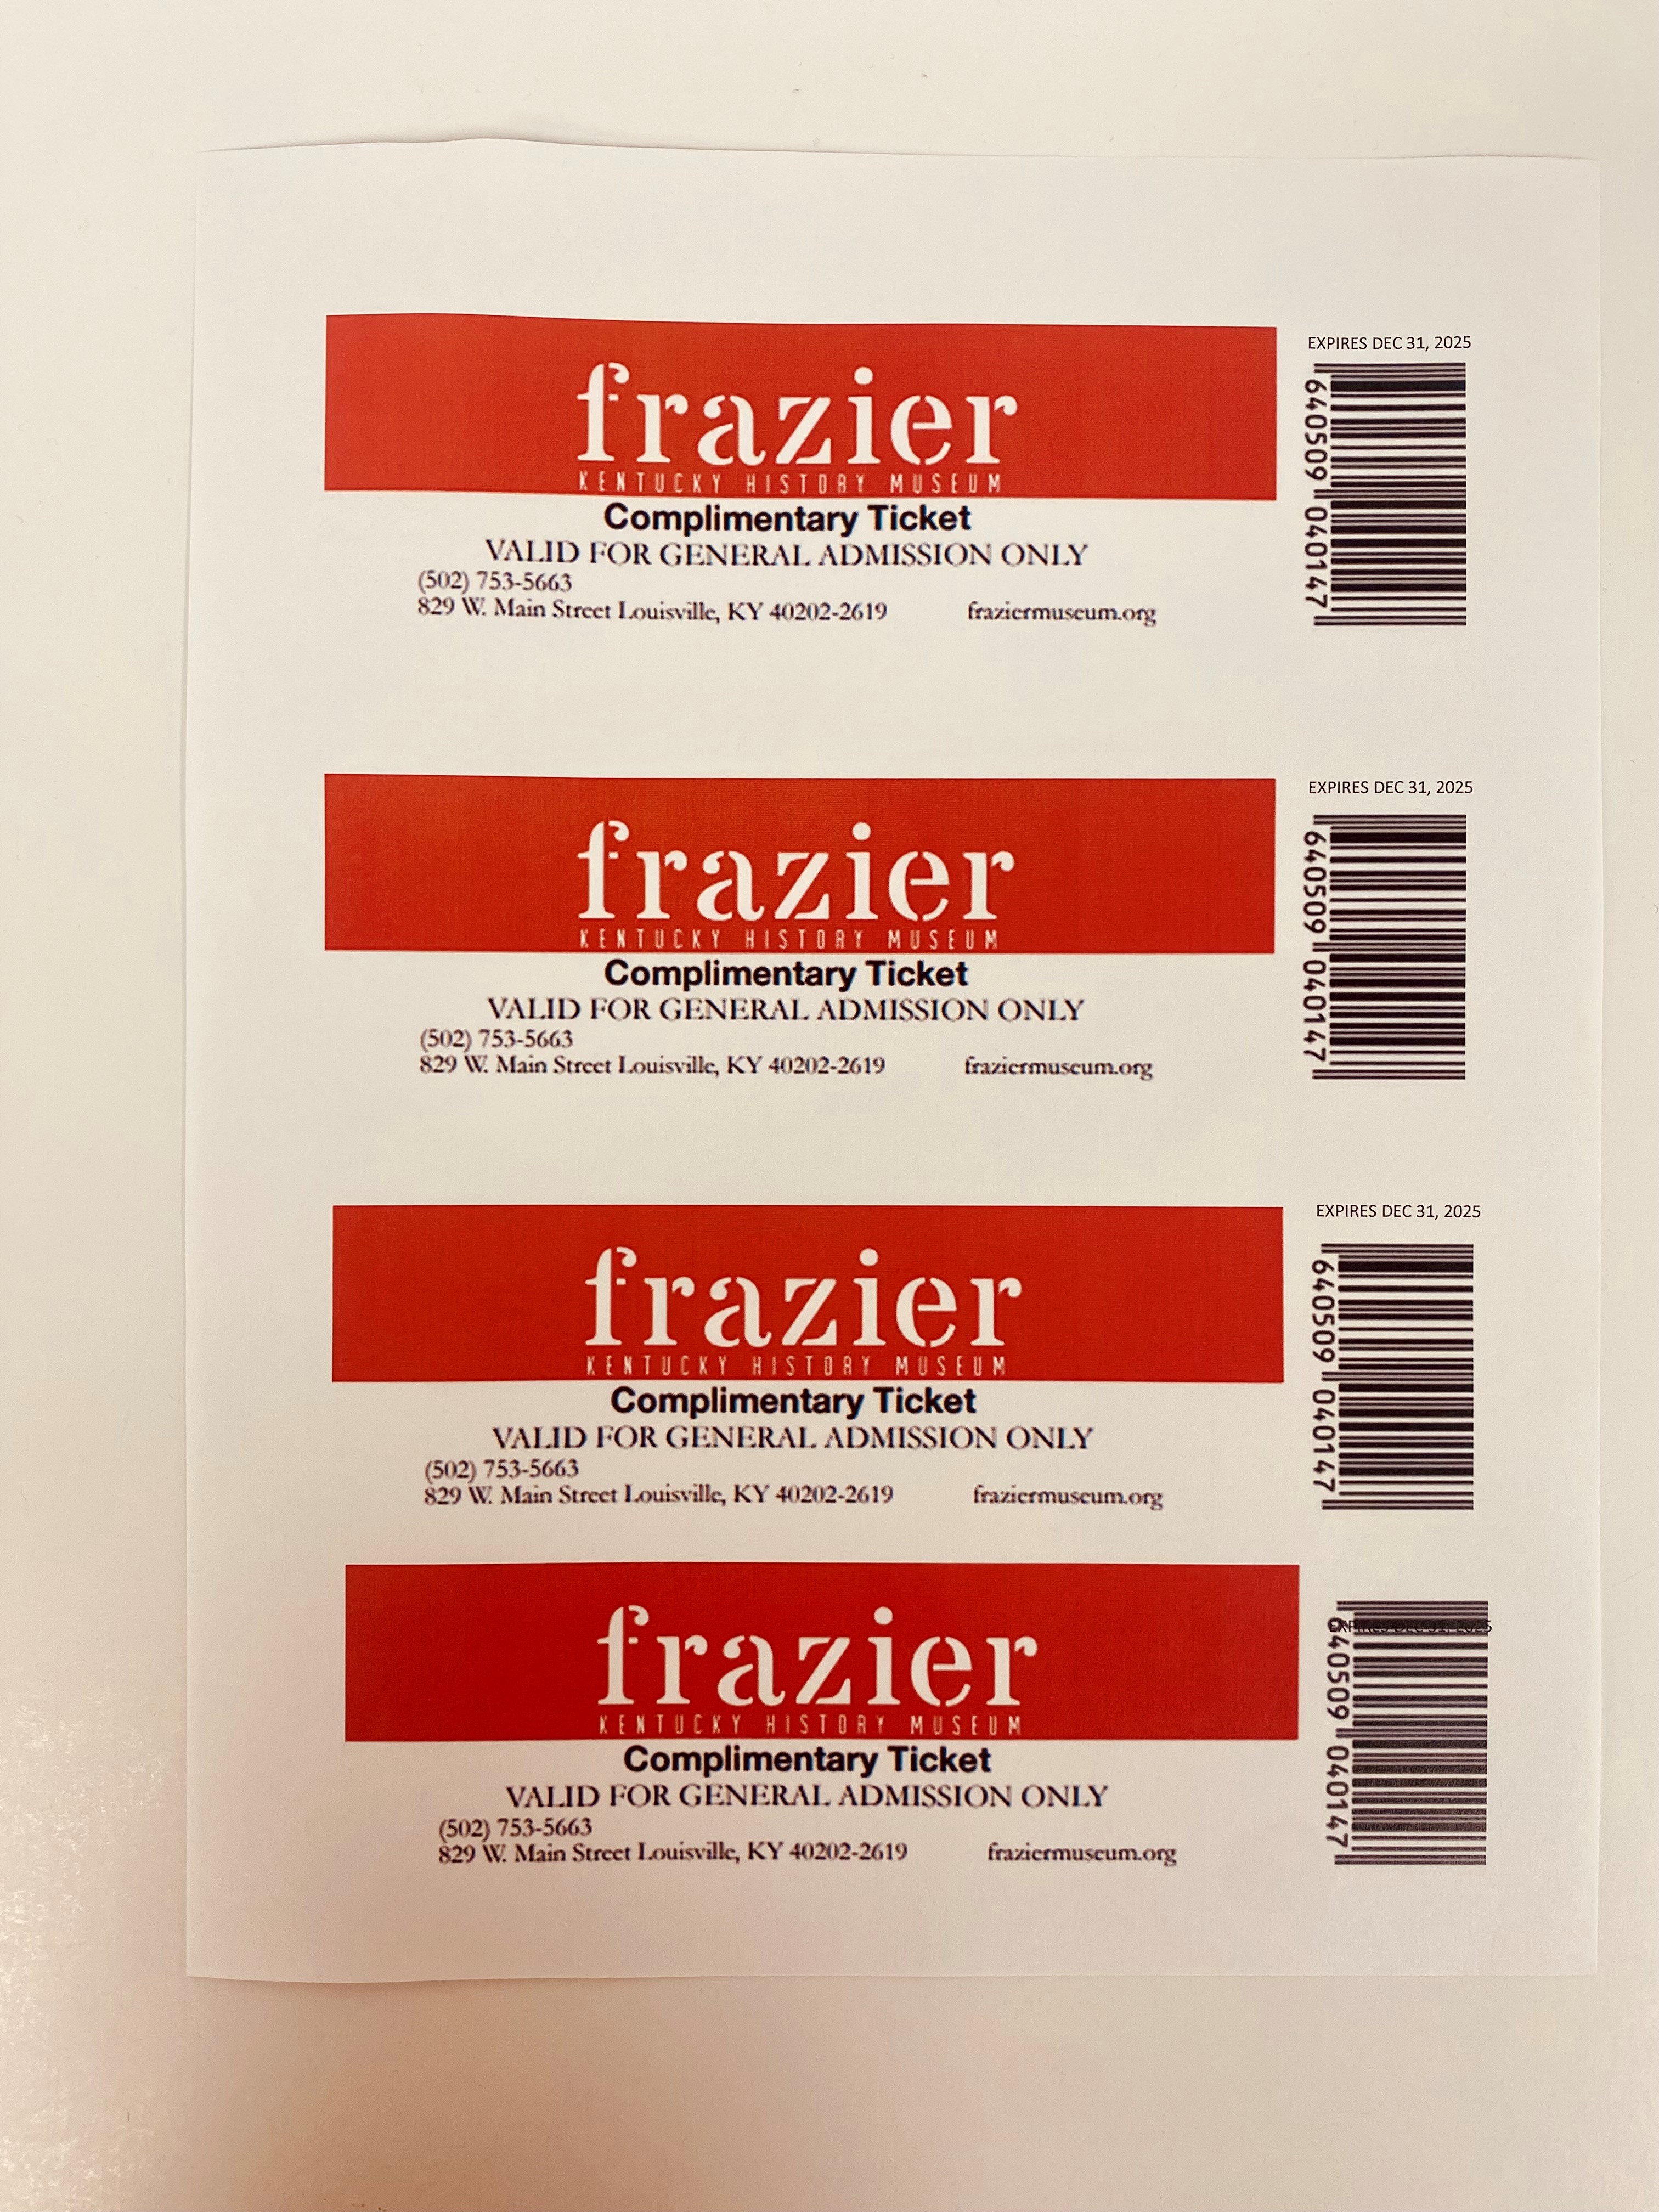 EXPIRES DEC 31, 2025
frazier
KENTUCKY HISTORY MUSEUM
Complimentary Ticket
VALID FOR GENERAL ADMISSION ONLY
(502) 753-5663
829 W. Main Street Louisville, KY 40202-2619 fraziermuseum.org
640509 040147
EXPIRES DEC 31, 2025
frazier
KENTUCKY HISTORY MUSEUM
Complimentary Ticket
VALID FOR GENERAL ADMISSION ONLY
(502) 753-5663
829 W. Main Street Louisville, KY 40202-2619 fraziermuseum.org
640509 040147
EXPIRES DEC 31, 2025
frazier
KENTUCKY HISTORY MUSEUM
Complimentary Ticket
VALID FOR GENERAL ADMISSION ONLY
(502) 753-5663
829 W. Main Street Louisville, KY 40202-2619 fraziermuseum.org
640509 040147
EXPIRES DEC 31, 2025
frazier
KENTUCKY HISTORY MUSEUM
Complimentary Ticket
VALID FOR GENERAL ADMISSION ONLY
(502) 753-5663
829 W. Main Street Louisville, KY 40202-2619 fraziermuseum.org
640509 040147